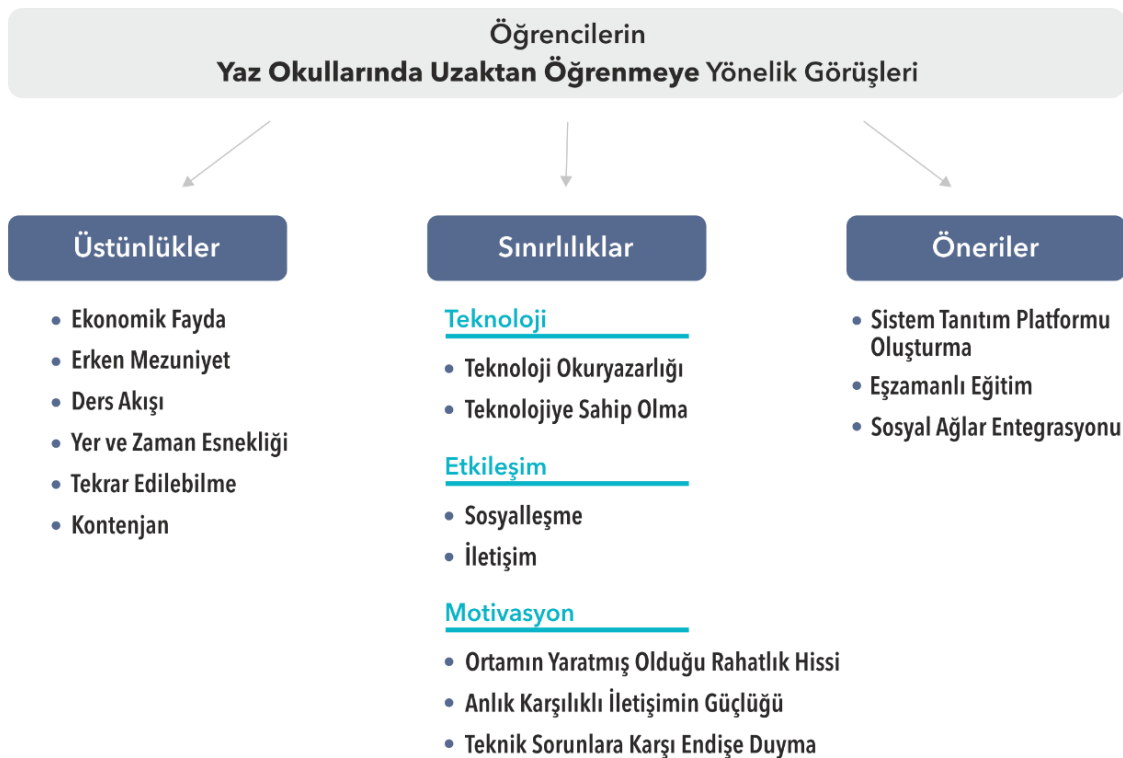 Öğrencilerin
Yaz Okullarında Uzaktan Öğrenmeye Yönelik Görüşleri
Üstünlükler
Ekonomik Fayda
Erken Mezuniyet
Ders Akışı
Yer ve Zaman Esnekliği
Tekrar Edilebilme
Kontenjan
Sınırlılıklar
Teknoloji
Teknoloji Okuryazarlığı
Teknolojiye Sahip Olma
Etkileşim
Sosyalleşme
İletişim
Motivasyon
Ortamın Yaratmış Olduğu Rahatlık Hissi
Anlık Karşılıklı İletişimin Güçlüğü
Teknik Sorunlara Karşı Endişe Duyma
Öneriler
Sistem Tanıtım Platformu
Oluşturma
Eşzamanlı Eğitim
Sosyal Ağlar Entegrasyonu